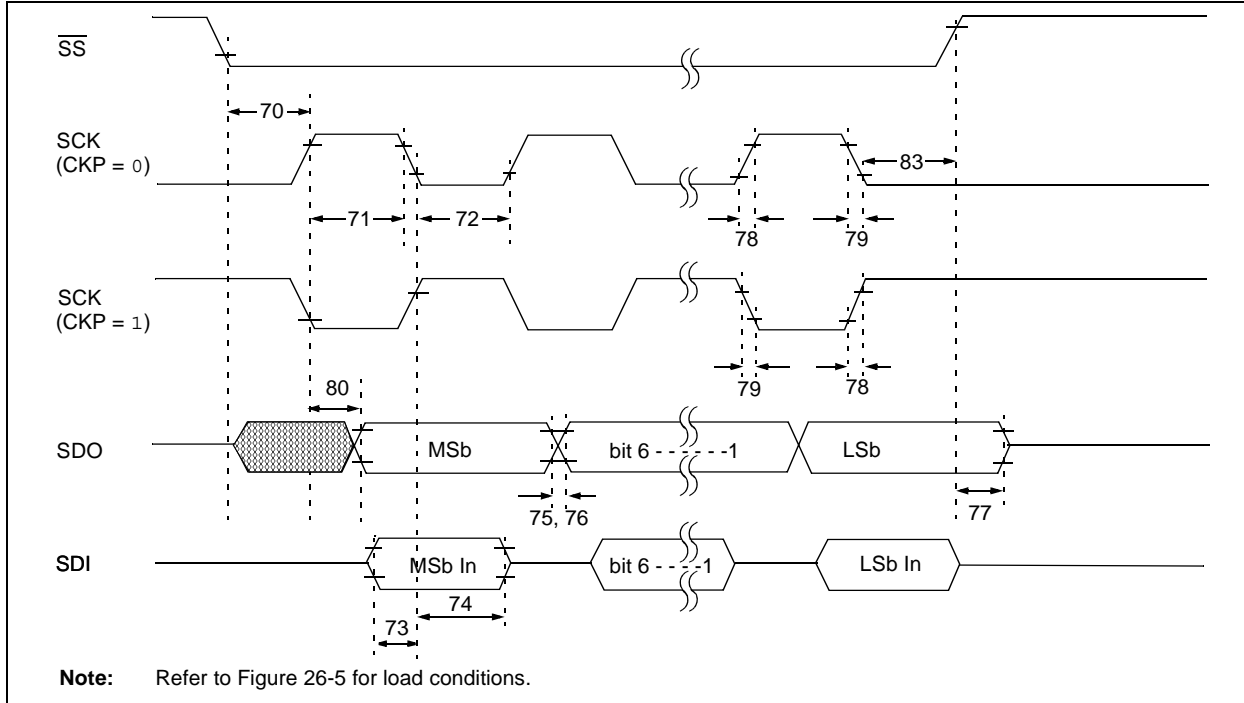 SS
70
SCK
(CKP = 0)
83
71
72
78
79
SCK
(CKP = 1)
79
78
80
SDO
MSb
bit 6 - - - - - -1
LSb
75, 76
77
SDI
MSb In
bit 6 - - - - -1
LSb In
74
73
Note: Refer to Figure 26-5 for load conditions.